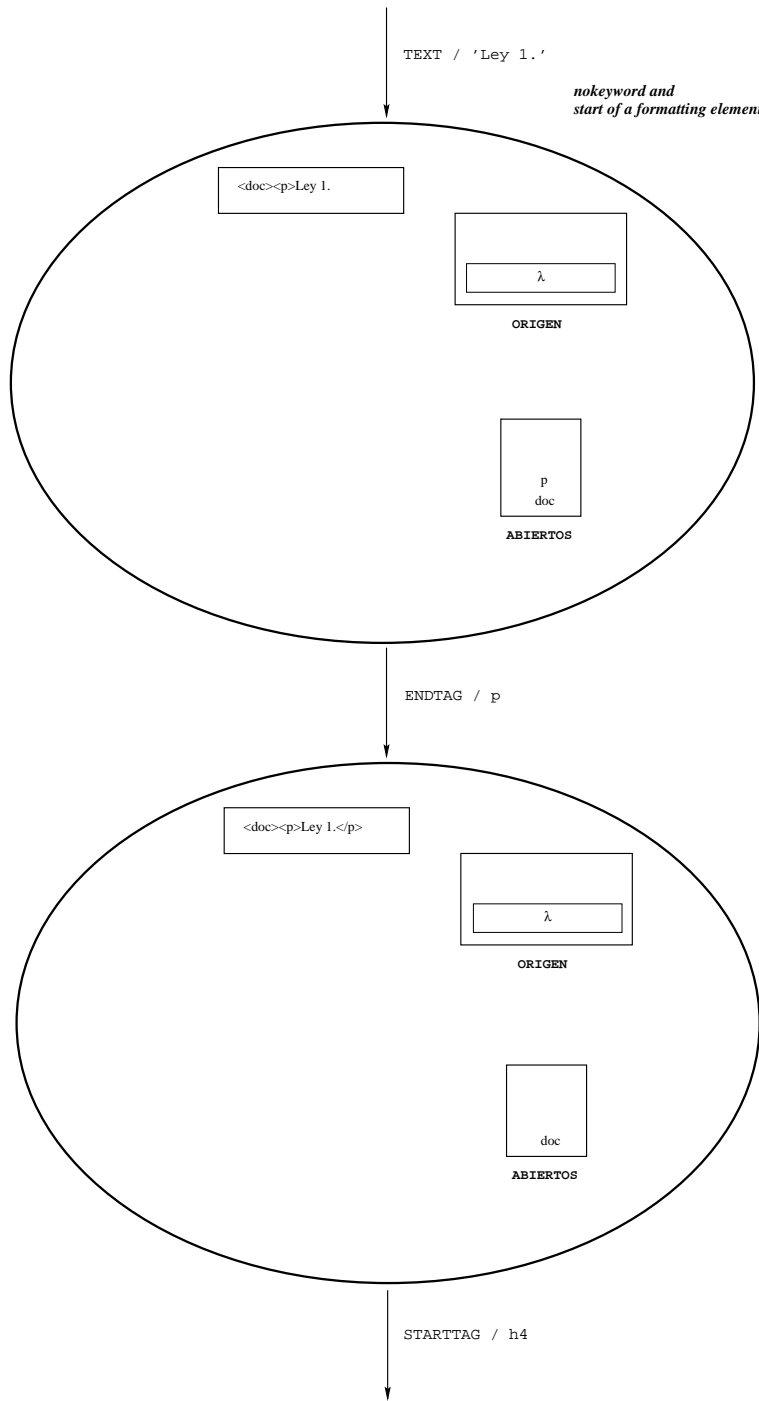 TEXT / 'Ley 1.'
nokeyword and
start of a formatting element
<doc><p>Ley 1.
λ
ORIGEN
p
doc
ABIERTOS
ENDTAG / p
<doc><p>Ley 1.</p>
λ
ORIGEN
doc
ABIERTOS
STARTTAG / h4